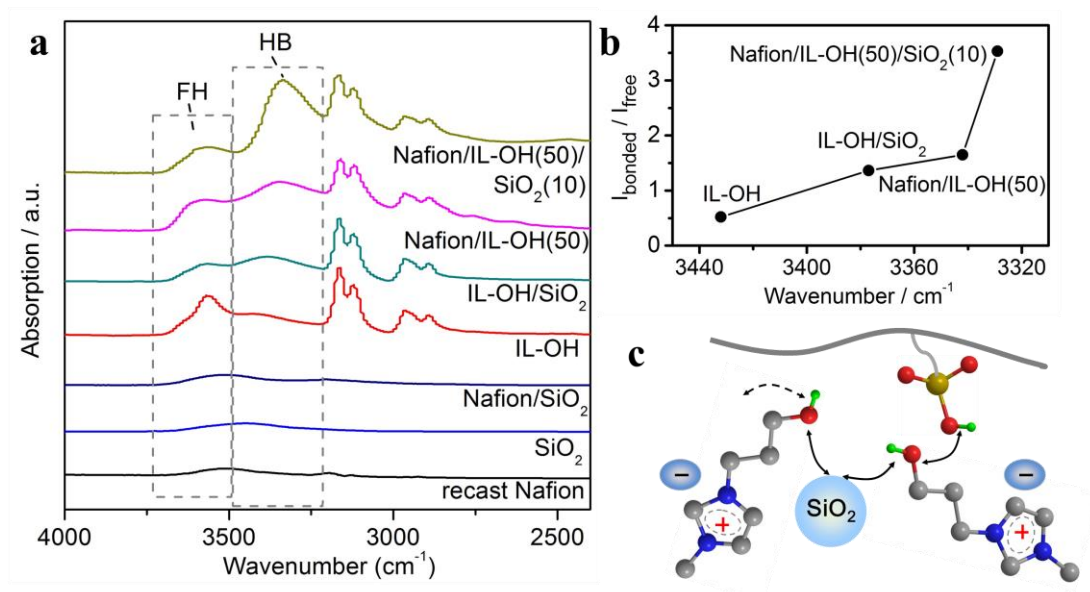 a
HB
FH
Nafion/IL-OH(50)/
SiO₂(10)
Nafion/IL-OH(50)
IL-OH/SiO₂
IL-OH
Nafion/SiO₂
SiO₂
recast Nafion
Absorption / a.u.
4000 3500 3000 2500
Wavenumber (cm⁻¹)
b
4
3
2
1
0
I_bonded / I_free
Nafion/IL-OH(50)/SiO₂(10)
IL-OH/SiO₂
IL-OH
Nafion/IL-OH(50)
3440 3400 3360 3320
Wavenumber / cm⁻¹
c
−
−
SiO₂
+
+